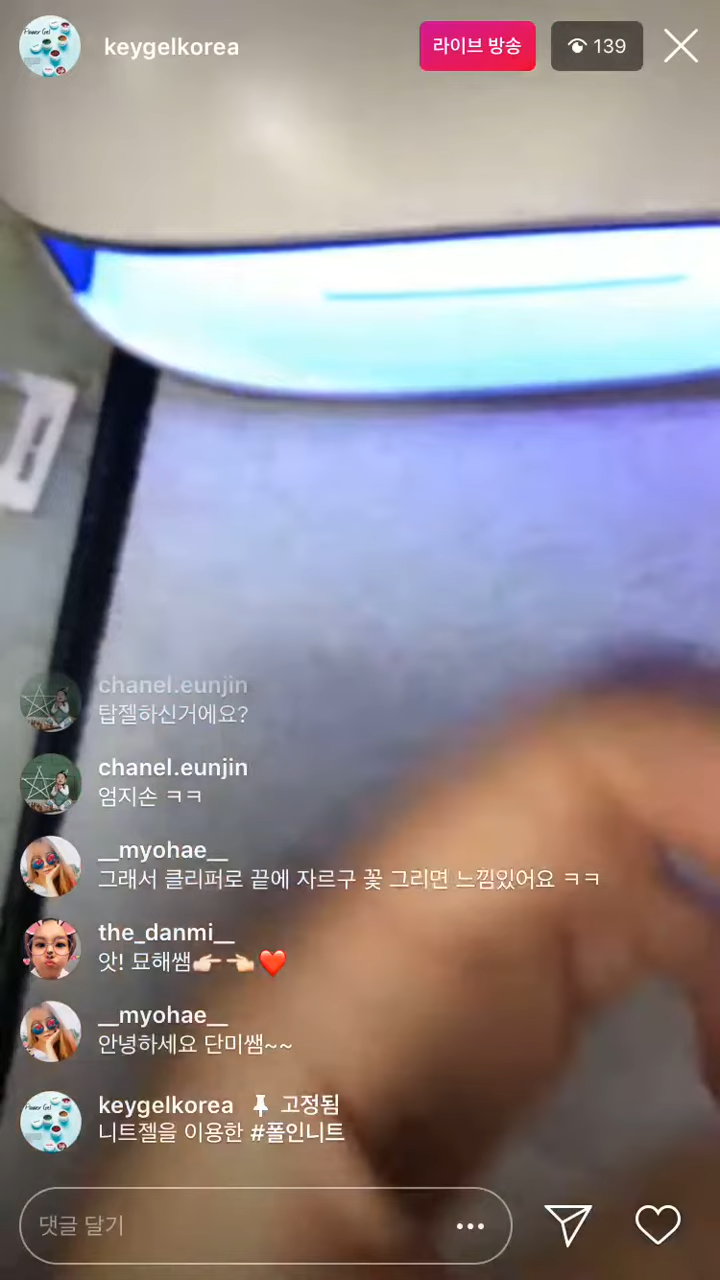 keygelkorea
라이브 방송
139
chanel.eunjin
탑젤하신거에요?
chanel.eunjin
엄지손 ㅋㅋ
__myohae__
그래서 클리퍼로 끝에 자르구 꽃 그리면 느낌있어요 ㅋㅋ
the_danmi__
앗! 묘해쌤👉🏻👈🏻❤️
__myohae__
안녕하세요 단미쌤~~
keygelkorea 📌 고정됨
니트젤을 이용한 #폴인니트
댓글 달기